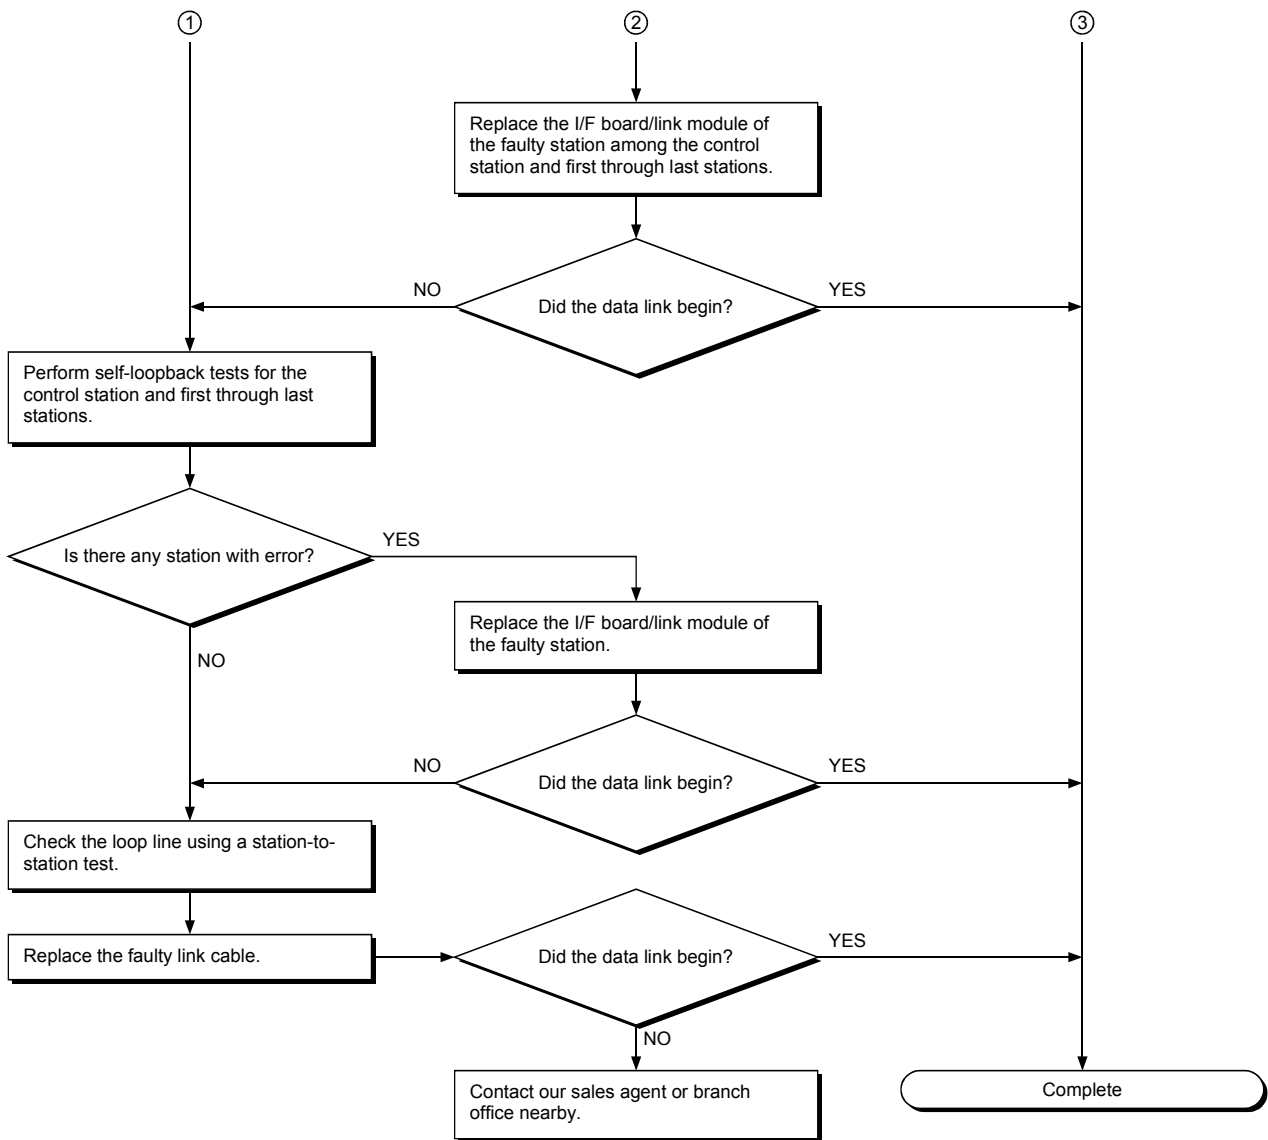 ① ② ③
Replace the I/F board/link module of
the faulty station among the control
station and first through last stations.
NO
Did the data link begin?
YES
Perform self-loopback tests for the
control station and first through last
stations.
Is there any station with error?
YES
NO
Replace the I/F board/link module of
the faulty station.
NO
Did the data link begin?
YES
Check the loop line using a station-to-
station test.
Replace the faulty link cable.
Did the data link begin?
YES
NO
Contact our sales agent or branch
office nearby.
Complete